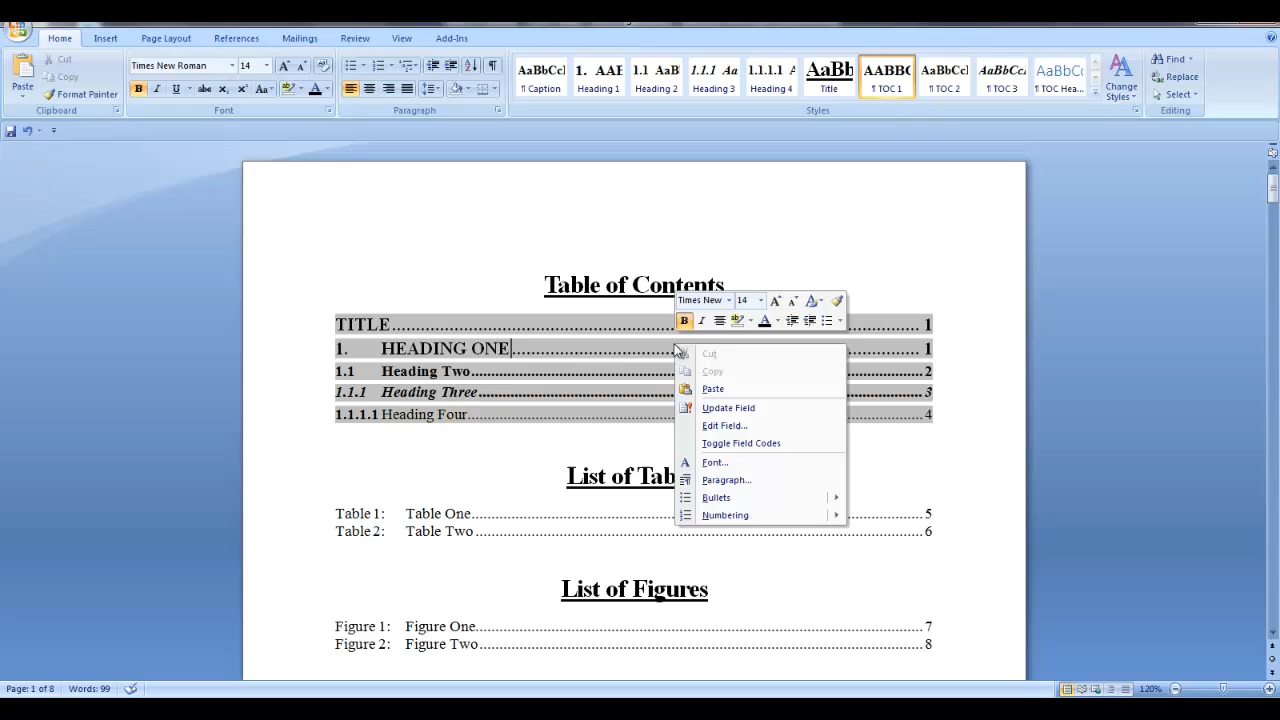 Home Insert Page Layout References Mailings Review View Add-Ins
Paste
Cut
Copy
Format Painter
Clipboard
Times New Roman 14
B I U abc x₂ x² Aa
Font
Paragraph
AaBbCcI 1. AAE 1.1 AaB 1.1.1 Aa 1.1.1.1 A AaBb AABBC AaBbCcI AaBbCc AaBbCc
¶ Caption Heading 1 Heading 2 Heading 3 Heading 4 Title ¶ TOC 1 ¶ TOC 2 ¶ TOC 3 ¶ TOC Hea...
Styles
Change
Styles
Find
Replace
Select
Editing
Table of Contents
TITLE 1
1. HEADING ONE 1
1.1 Heading Two 2
1.1.1 Heading Three 3
1.1.1.1 Heading Four 4
Times New 14
B I
Cut
Copy
Paste
Update Field
Edit Field...
Toggle Field Codes
Font...
Paragraph...
Bullets
Numbering
List of Tab
Table 1: Table One 5
Table 2: Table Two 6
List of Figures
Figure 1: Figure One 7
Figure 2: Figure Two 8
Page: 1 of 8 Words: 99 120%